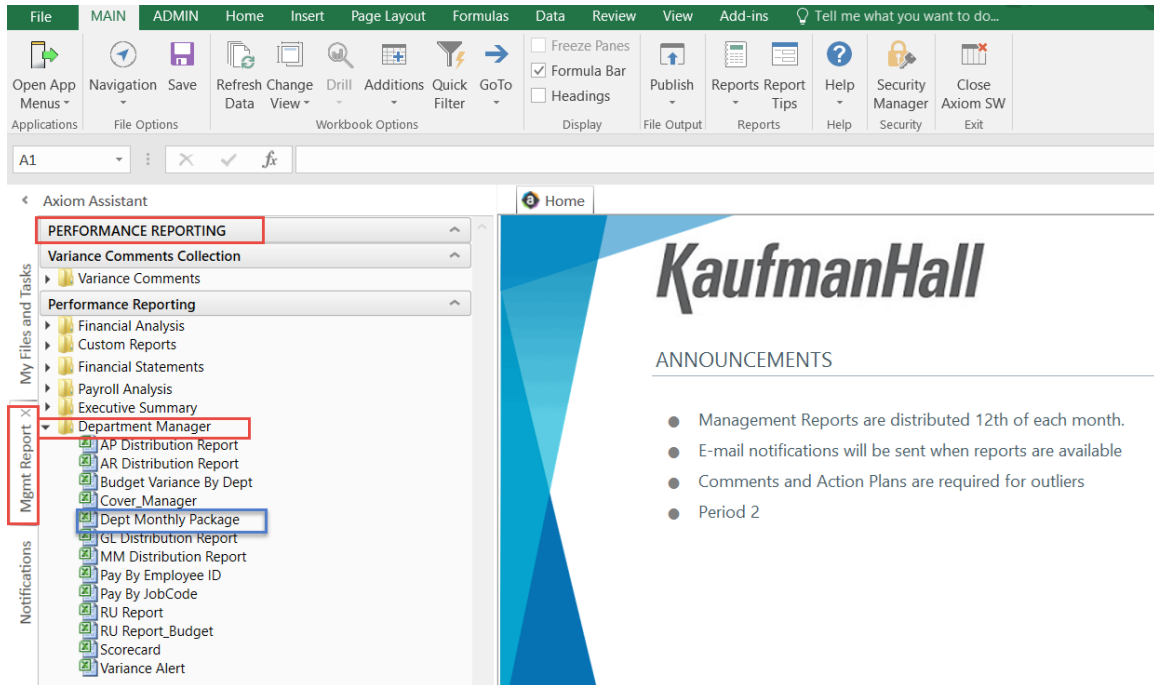 File MAIN ADMIN Home Insert Page Layout Formulas Data Review View Add-ins Tell me what you want to do...
Open App Menus
Navigation
Save
Refresh Data
Change View
Drill
Additions
Quick Filter
GoTo
Freeze Panes
Formula Bar
Headings
Publish
Reports
Report Tips
Help
Security Manager
Close Axiom SW
Applications File Options Workbook Options Display File Output Reports Help Security Exit
A1 fx
Axiom Assistant
Home
My Files and Tasks
Mgmt Report X
Notifications
PERFORMANCE REPORTING
Variance Comments Collection
Variance Comments
Performance Reporting
Financial Analysis
Custom Reports
Financial Statements
Payroll Analysis
Executive Summary
Department Manager
AP Distribution Report
AR Distribution Report
Budget Variance By Dept
Cover_Manager
Dept Monthly Package
GL Distribution Report
MM Distribution Report
Pay By Employee ID
Pay By JobCode
RU Report
RU Report_Budget
Scorecard
Variance Alert
a
KaufmanHall
ANNOUNCEMENTS
● Management Reports are distributed 12th of each month.
● E-mail notifications will be sent when reports are available
● Comments and Action Plans are required for outliers
● Period 2